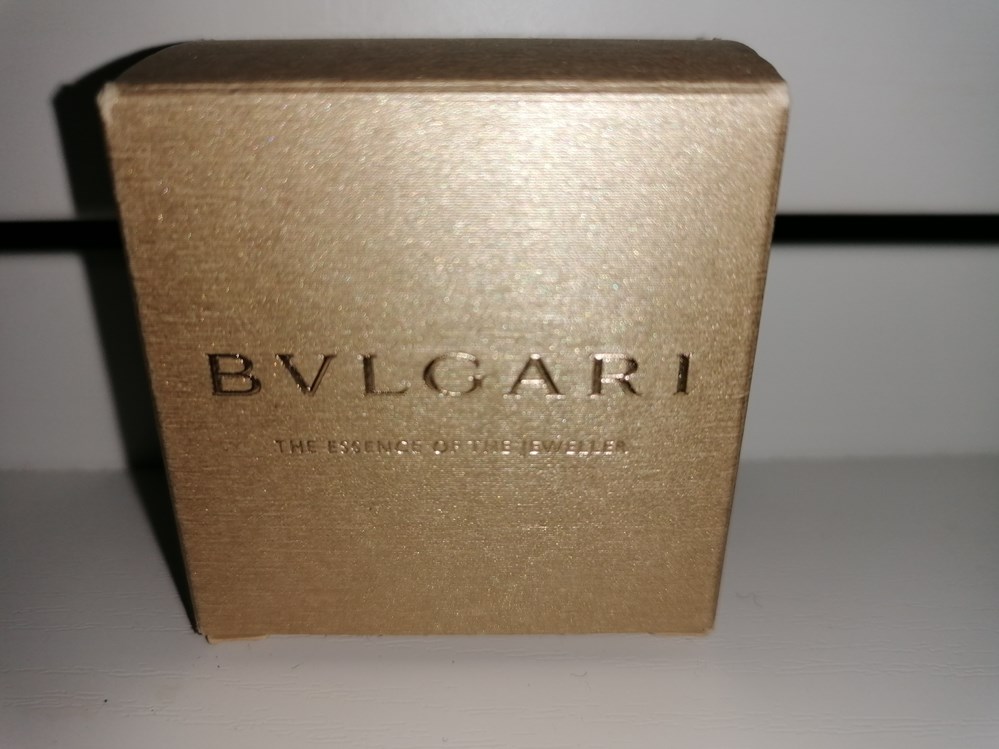 BVLGARI
THE ESSENCE OF THE JEWELLER